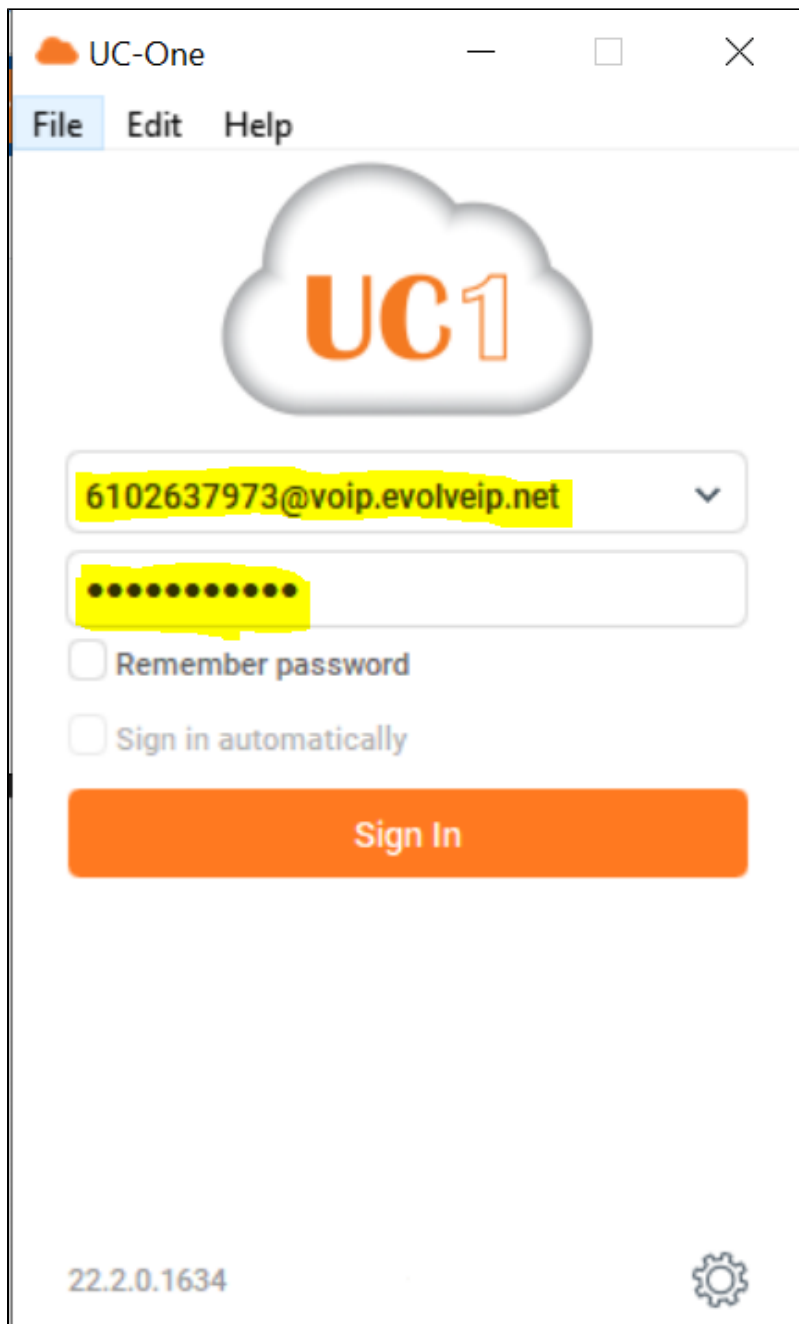 UC-One
File Edit Help
UC1
6102637973@voip.evolveip.net
•••••••••••
Remember password
Sign in automatically
Sign In
22.2.0.1634